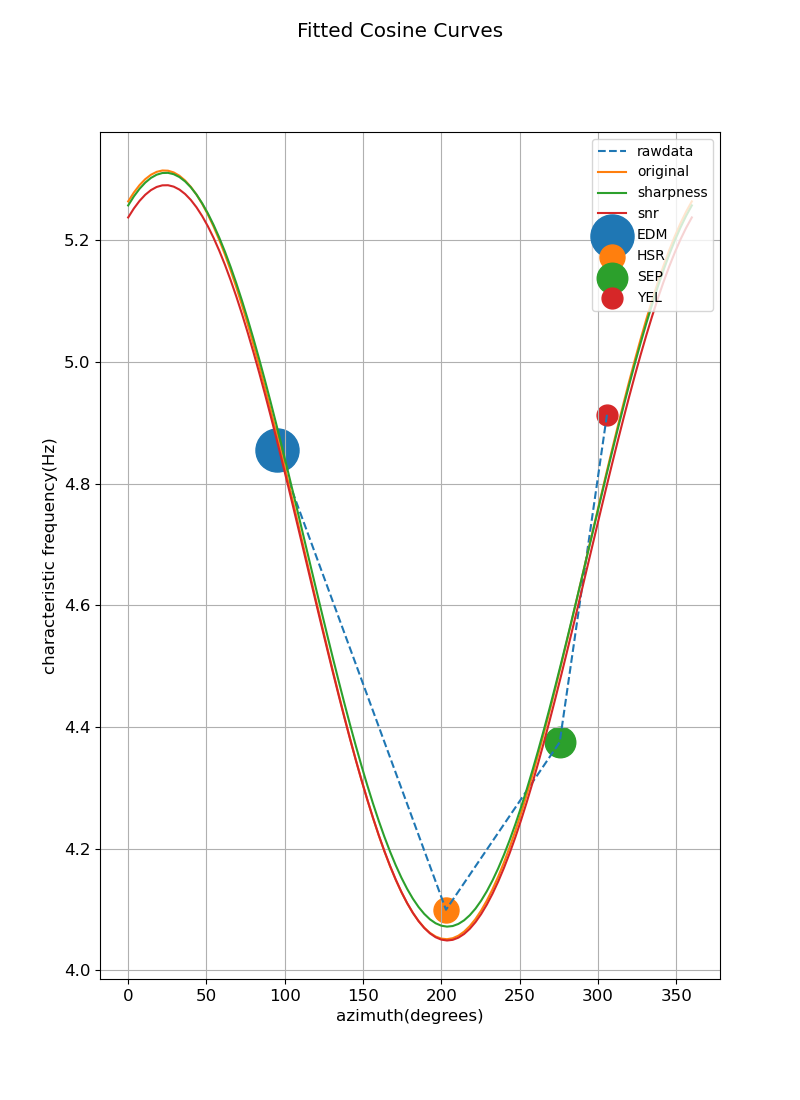 Fitted Cosine Curves
rawdata
original
sharpness
snr
EDM
HSR
SEP
YEL
5.2
5.0
4.8
4.6
4.4
4.2
4.0
characteristic frequency(Hz)
0 50 100 150 200 250 300 350
azimuth(degrees)